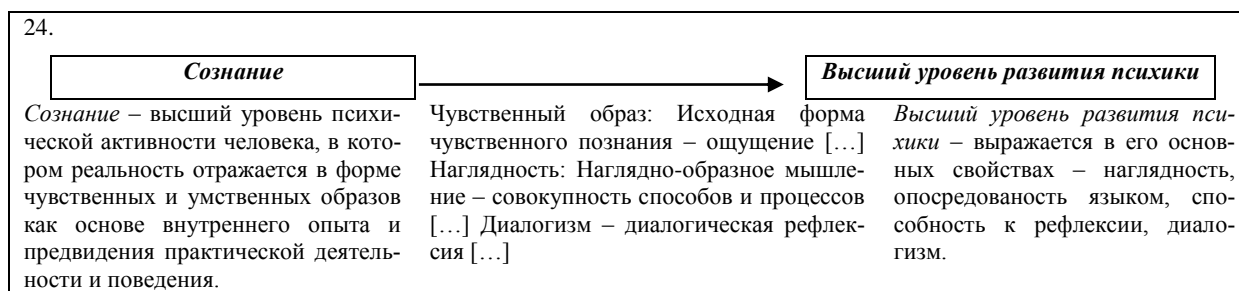 24.
Сознание
Высший уровень развития психики
Сознание – высший уровень психи-
ческой активности человека, в кото-
ром реальность отражается в форме
чувственных и умственных образов
как основе внутреннего опыта и
предвидения практической деятель-
ности и поведения.
Чувственный образ: Исходная форма
чувственного познания – ощущение […]
Наглядность: Наглядно-образное мышле-
ние – совокупность способов и процессов
[…] Диалогизм – диалогическая рефлек-
сия […]
Высший уровень развития пси-
хики – выражается в его основ-
ных свойствах – наглядность,
опосредованость языком, спо-
собность к рефлексии, диало-
гизм.